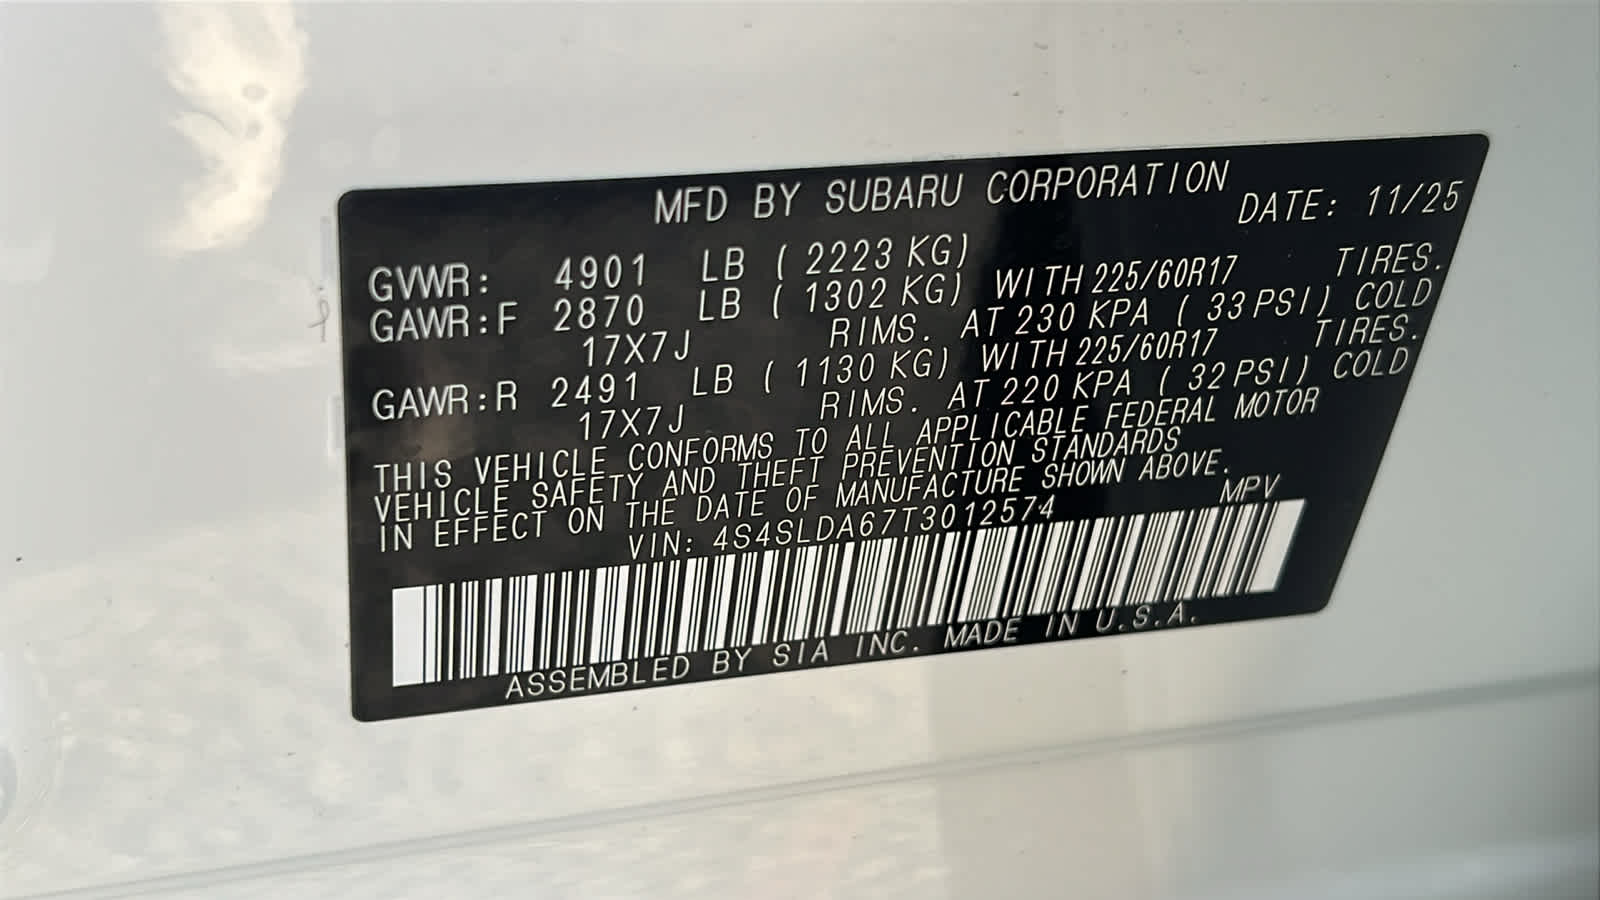 MFD BY SUBARU CORPORATION DATE: 11/25
GVWR: 4901 LB ( 2223 KG)
GAWR:F 2870 LB ( 1302 KG) WITH 225/60R17 TIRES.
17X7J RIMS. AT 230 KPA ( 33 PSI) COLD
GAWR:R 2491 LB ( 1130 KG) WITH 225/60R17 TIRES.
17X7J RIMS. AT 220 KPA ( 32 PSI) COLD
THIS VEHICLE CONFORMS TO ALL APPLICABLE FEDERAL MOTOR
VEHICLE SAFETY AND THEFT PREVENTION STANDARDS
IN EFFECT ON THE DATE OF MANUFACTURE SHOWN ABOVE.
VIN: 4S4SLDA67T3012574 MPV
ASSEMBLED BY SIA INC. MADE IN U.S.A.